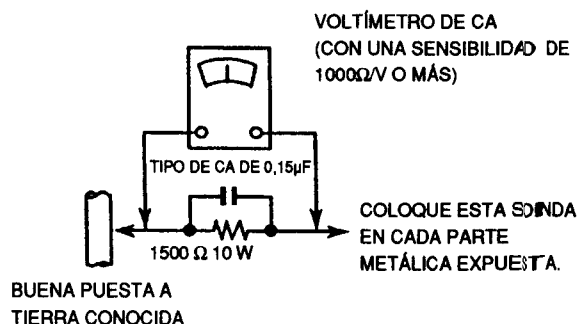 VOLTÍMETRO DE CA
(CON UNA SENSIBILIDAD DE
1000Ω/V O MÁS)
TIPO DE CA DE 0,15µF
1500 Ω 10 W
COLOQUE ESTA SONDA
EN CADA PARTE
METÁLICA EXPUESTA.
BUENA PUESTA A
TIERRA CONOCIDA